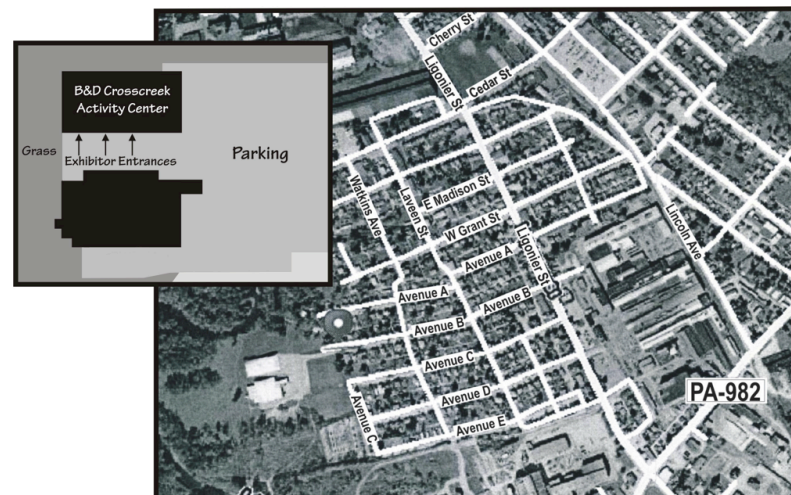 B&D Crosscreek
Activity Center
Grass
Exhibitor Entrances
Parking
Cherry St
Ligonier St
Cedar St
Watkins Ave
Laveen St
E Madison St
W Grant St
Ligonier St
Lincoln Ave
Avenue A
Avenue A
Avenue B
Avenue B
Avenue C
Avenue D
Avenue C
Avenue E
PA-982